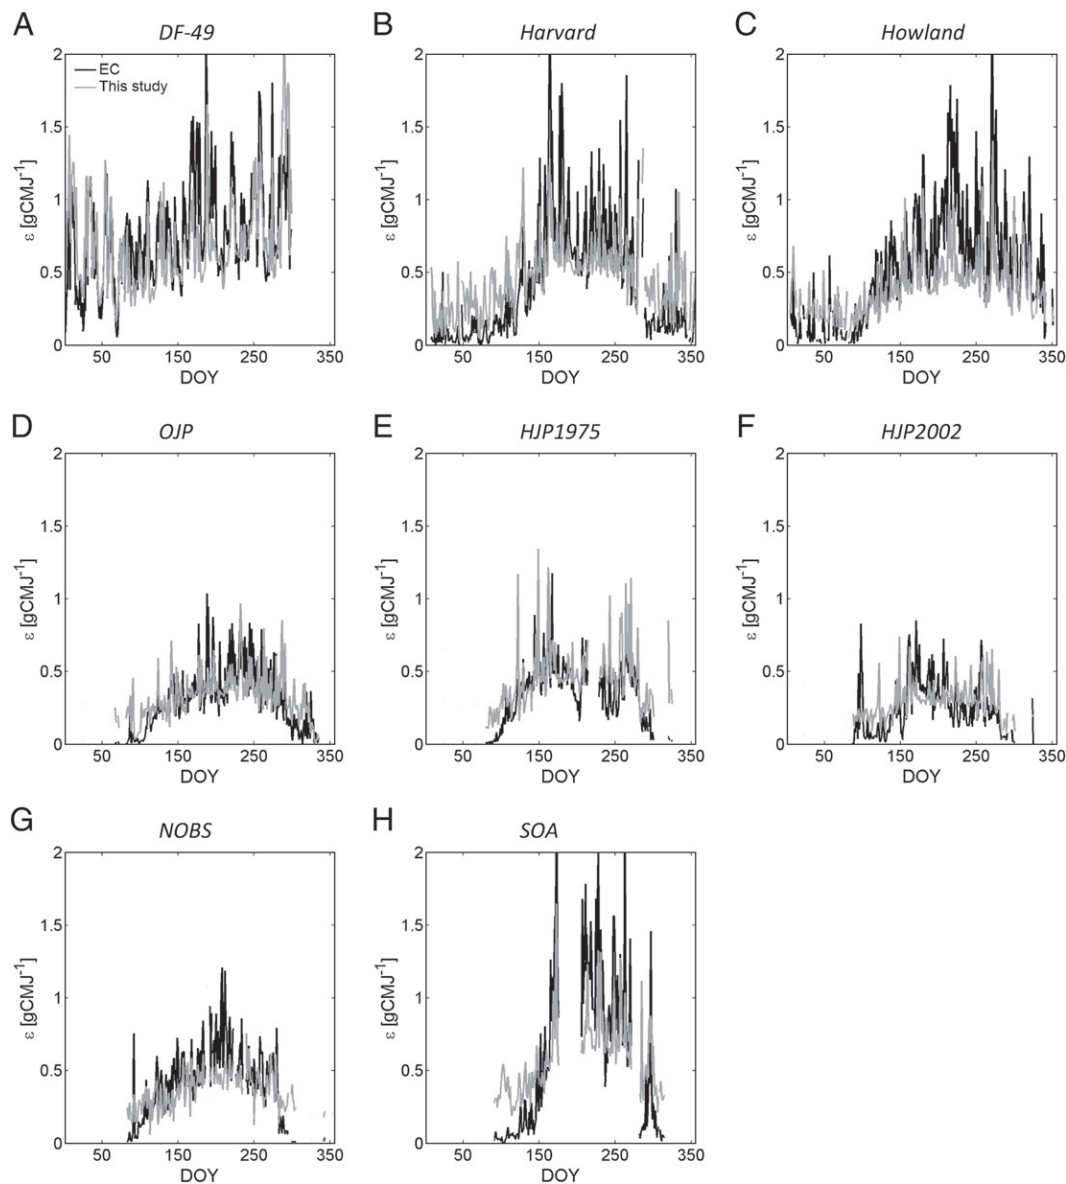 A DF-49
2
1.5
1
0.5
0
EC
This study
ε [gCMJ⁻¹]
50 150 250 350
DOY
B Harvard
2
1.5
1
0.5
0
ε [gCMJ⁻¹]
50 150 250 350
DOY
C Howland
2
1.5
1
0.5
0
ε [gCMJ⁻¹]
50 150 250 350
DOY
D OJP
2
1.5
1
0.5
0
ε [gCMJ⁻¹]
50 150 250 350
DOY
E HJP1975
2
1.5
1
0.5
0
ε [gCMJ⁻¹]
50 150 250 350
DOY
F HJP2002
2
1.5
1
0.5
0
ε [gCMJ⁻¹]
50 150 250 350
DOY
G NOBS
2
1.5
1
0.5
0
ε [gCMJ⁻¹]
50 150 250 350
DOY
H SOA
2
1.5
1
0.5
0
ε [gCMJ⁻¹]
50 150 250 350
DOY